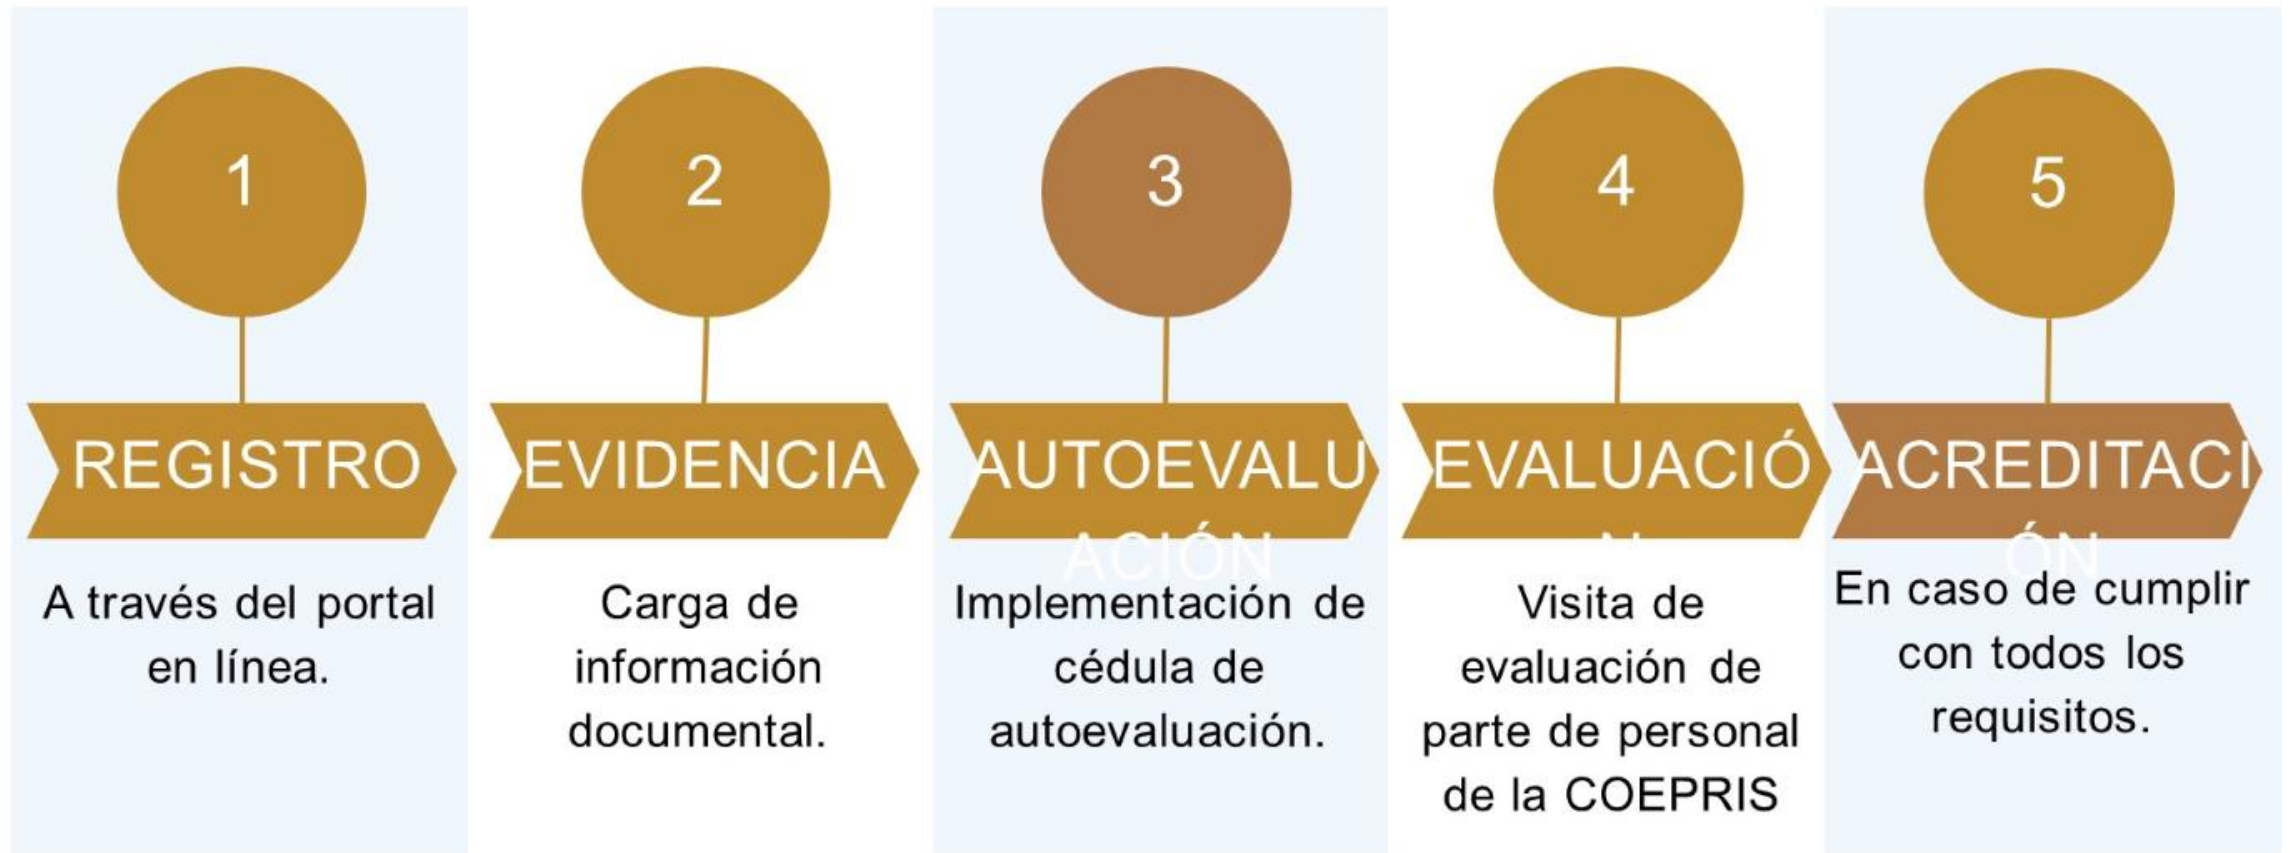 1
REGISTRO
A través del portal
en línea.
2
EVIDENCIA
Carga de
información
documental.
3
AUTOEVALU
ACIÓN
Implementación de
cédula de
autoevaluación.
4
EVALUACIÓ
N
Visita de
evaluación de
parte de personal
de la COEPRIS
5
ACREDITACI
ÓN
En caso de cumplir
con todos los
requisitos.